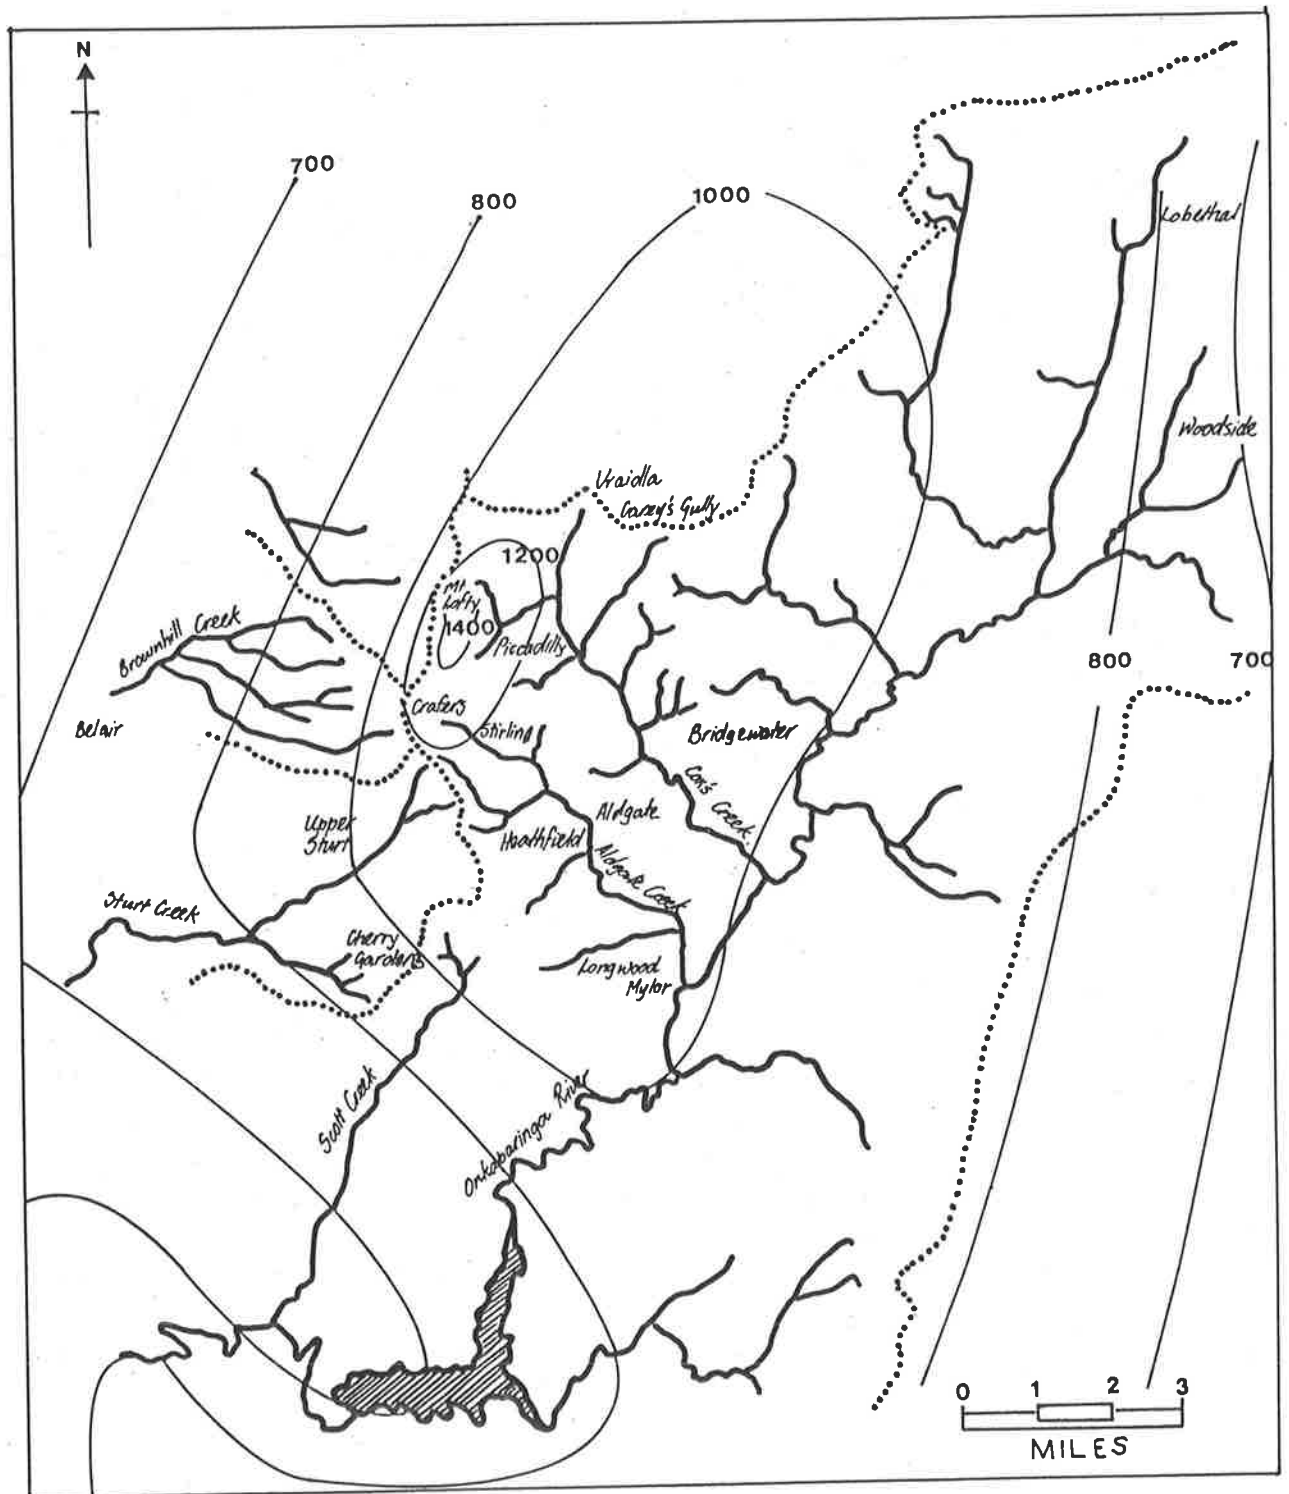 N
700
800
1000
Lobethal
Woodside
Uraidla
Carey's Gully
1200
Mt.
Lofty
1400
Piccadilly
Brownhill Creek
800
700
Crafers
Stirling
Belair
Bridgewater
Cox's Creek.
Upper
Sturt
Aldgate
Heathfield
Aldgate Creek
Sturt Creek
Cherry
Gardens
Longwood
Mylor
Scott Creek
Onkaparinga River
0 1 2 3
MILES